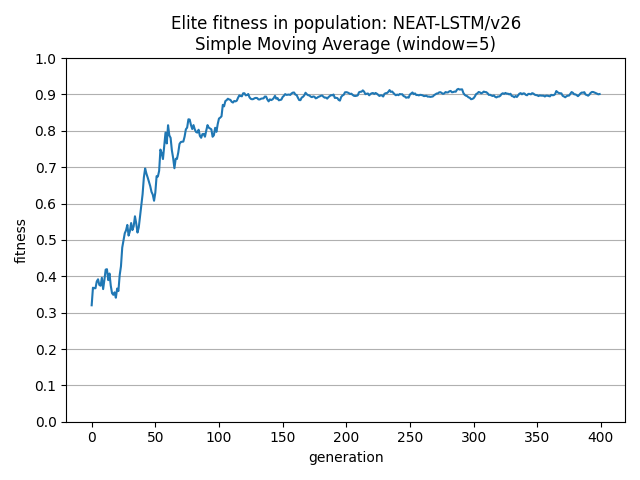 Elite fitness in population: NEAT-LSTM/v26
Simple Moving Average (window=5)
1.0
0.9
0.8
0.7
0.6
0.5
0.4
0.3
0.2
0.1
0.0
fitness
0 50 100 150 200 250 300 350 400
generation